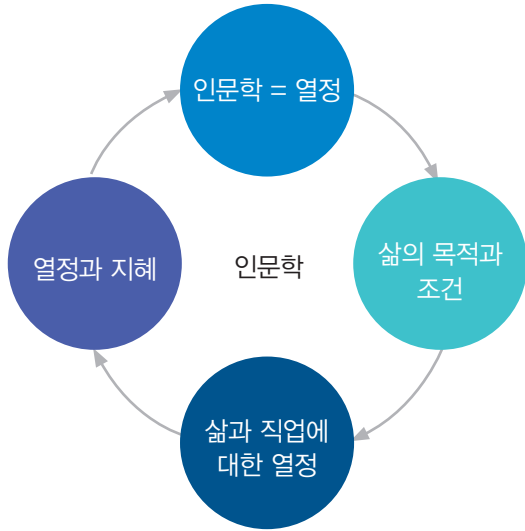 인문학 = 열정
삶의 목적과
조건
인문학
열정과 지혜
삶과 직업에
대한 열정